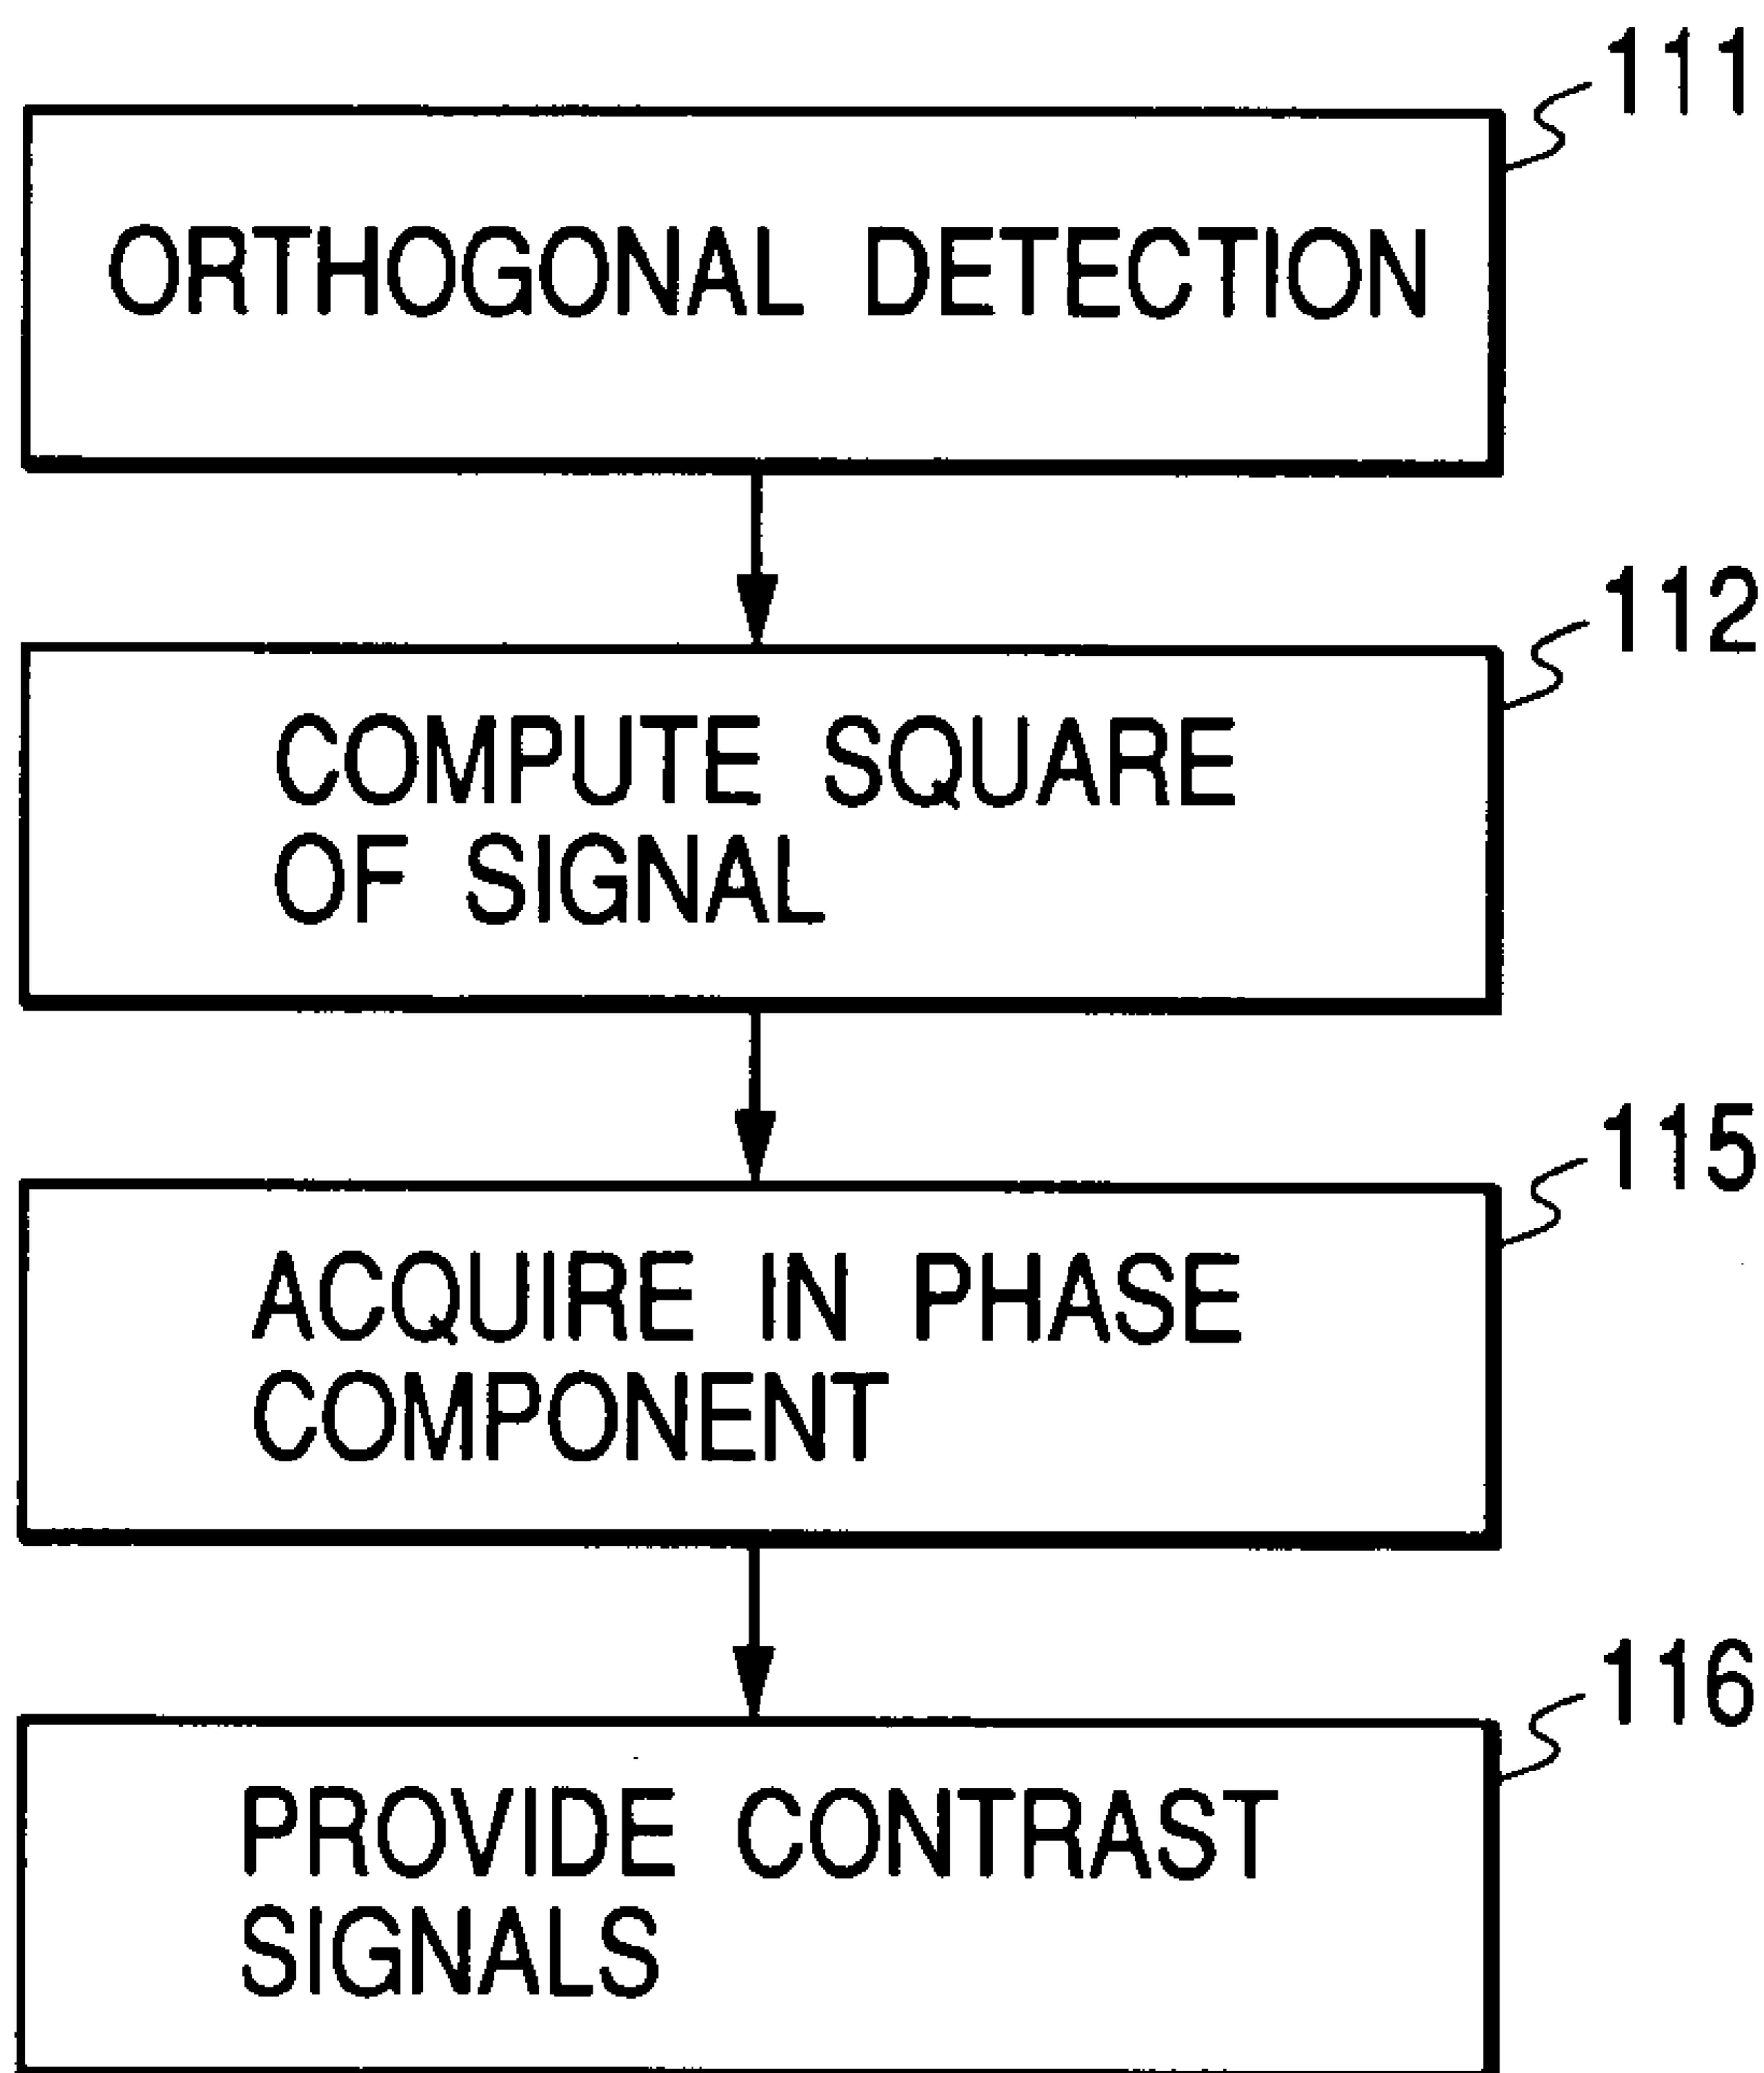 111
ORTHOGONAL DETECTION
112
COMPUTE SQUARE
OF SIGNAL
115
ACQUIRE IN PHASE
COMPONENT
116
PROVIDE CONTRAST
SIGNALS